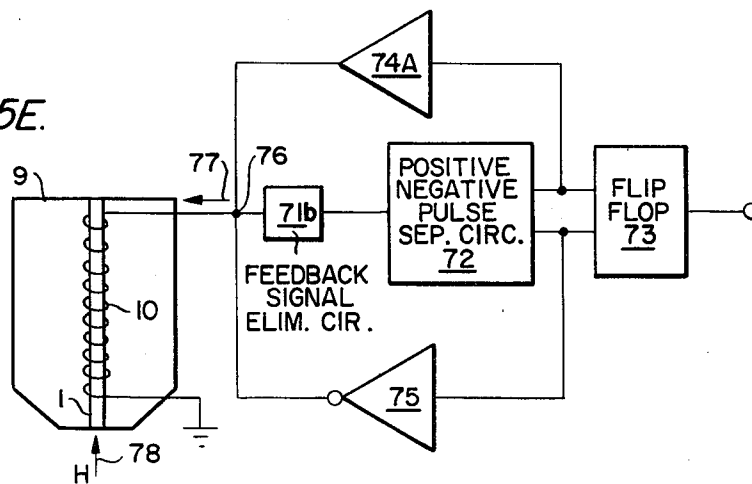 5E.
74A
9
77
76
71b
FEEDBACK
SIGNAL
ELIM. CIR.
POSITIVE
NEGATIVE
PULSE
SEP. CIRC.
72
FLIP
FLOP
73
10
1
75
H
78